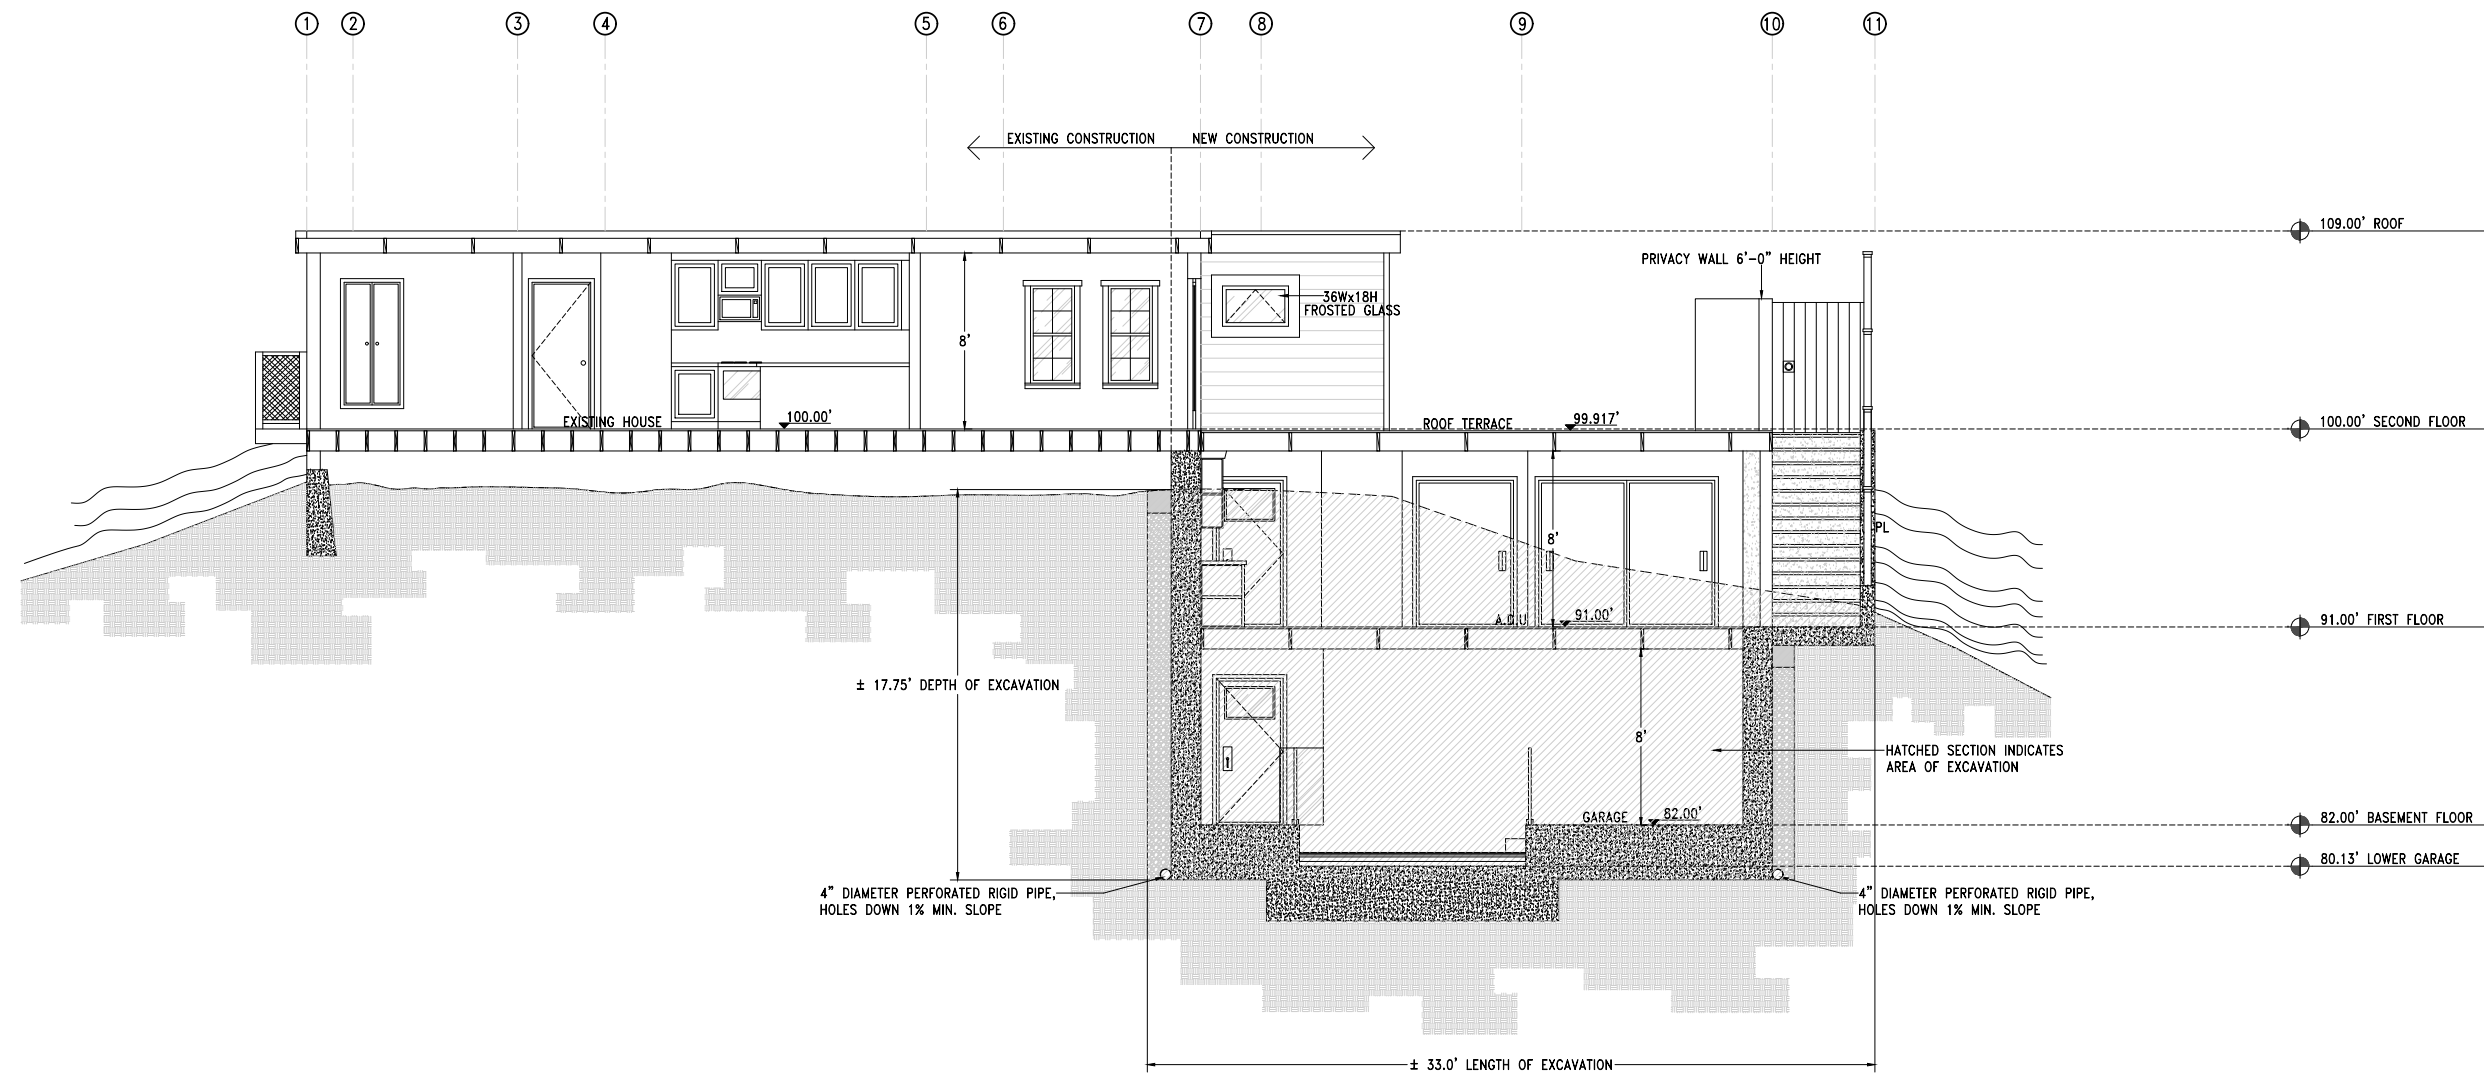 1 2 3 4 5 6 7 8 9 10 11
EXISTING CONSTRUCTION NEW CONSTRUCTION
109.00' ROOF
PRIVACY WALL 6'-0" HEIGHT
36Wx18H
FROSTED GLASS
8'
EXISTING HOUSE
100.00'
ROOF TERRACE
99.917'
100.00' SECOND FLOOR
PL
8'
A.D.U
91.00'
91.00' FIRST FLOOR
± 17.75' DEPTH OF EXCAVATION
8'
HATCHED SECTION INDICATES
AREA OF EXCAVATION
GARAGE
82.00'
82.00' BASEMENT FLOOR
80.13' LOWER GARAGE
4" DIAMETER PERFORATED RIGID PIPE,
HOLES DOWN 1% MIN. SLOPE
4" DIAMETER PERFORATED RIGID PIPE,
HOLES DOWN 1% MIN. SLOPE
± 33.0' LENGTH OF EXCAVATION